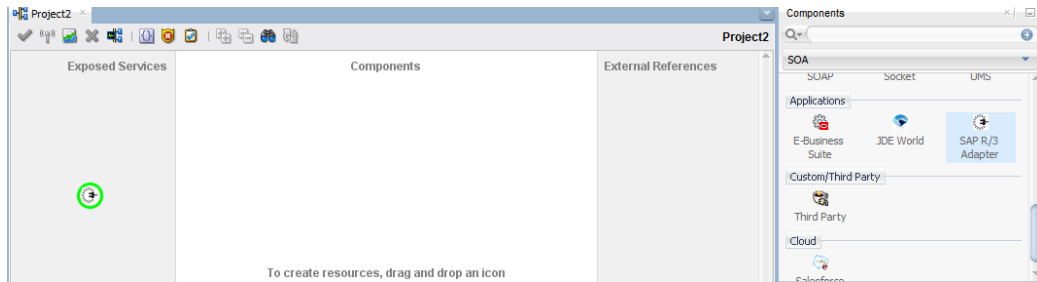 Project2
Components
Project2
Exposed Services
Components
External References
To create resources, drag and drop an icon
SOA
SOAP Socket UMS
Applications
E-Business Suite
JDE World
SAP R/3 Adapter
Custom/Third Party
Third Party
Cloud
Salesforce